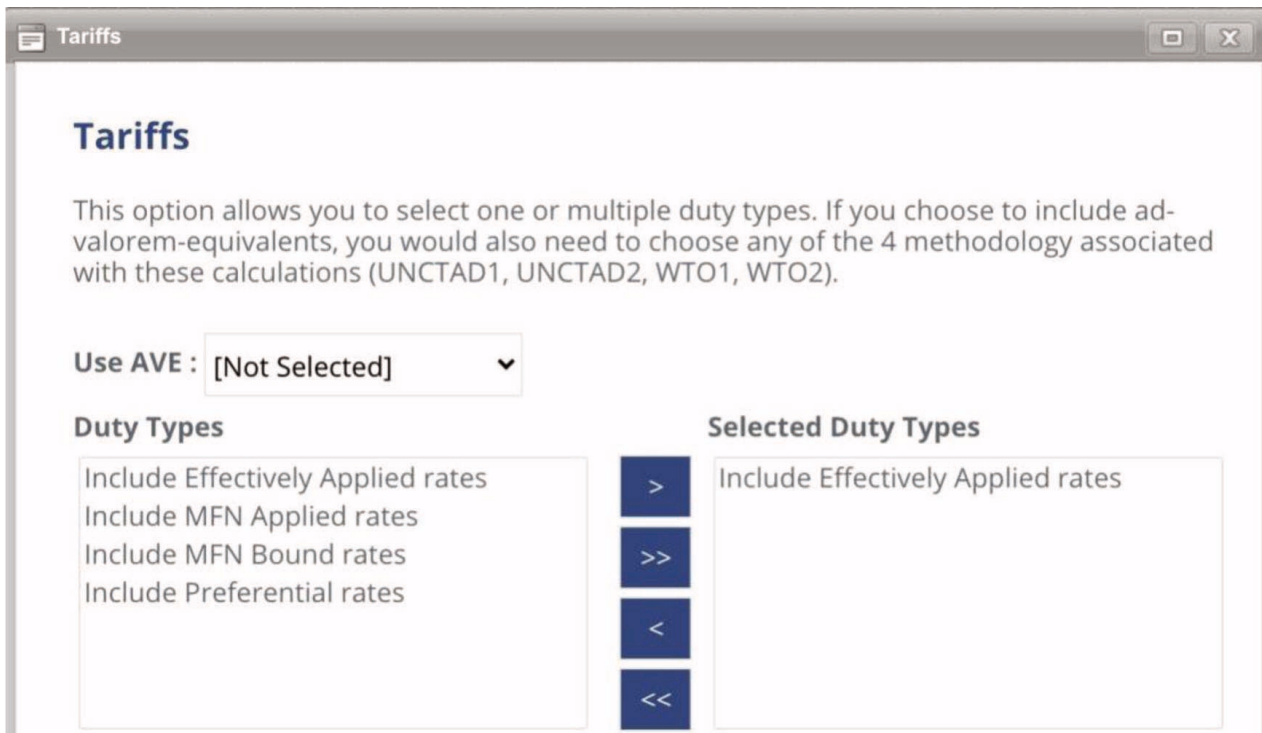 Tariffs
Tariffs
This option allows you to select one or multiple duty types. If you choose to include ad-
valorem-equivalents, you would also need to choose any of the 4 methodology associated
with these calculations (UNCTAD1, UNCTAD2, WTO1, WTO2).
Use AVE : [Not Selected]
Duty Types
Include Effectively Applied rates
Include MFN Applied rates
Include MFN Bound rates
Include Preferential rates
>
>>
<
<<
Selected Duty Types
Include Effectively Applied rates